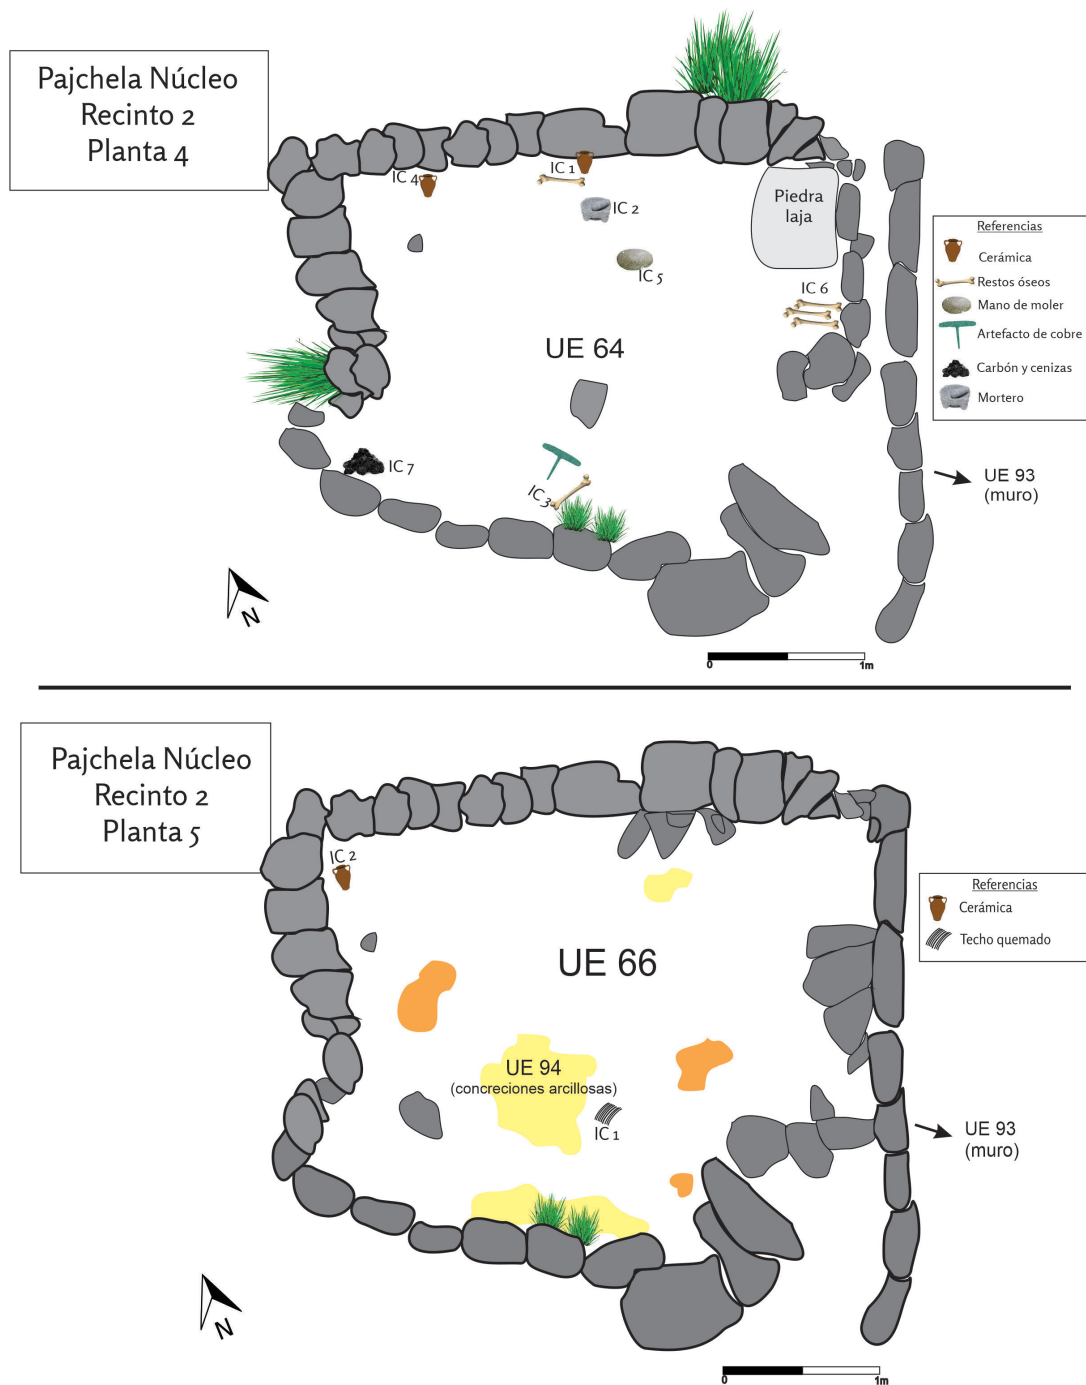 Pajchela Núcleo
Recinto 2
Planta 4
IC 4
IC 1
IC 2
IC 5
Piedra
laja
IC 6
UE 64
IC 7
IC 3
Referencias
Cerámica
Restos óseos
Mano de moler
Artefacto de cobre
Carbón y cenizas
Mortero
UE 93
(muro)
N
0 1m
Pajchela Núcleo
Recinto 2
Planta 5
IC 2
UE 66
UE 94
(concreciones arcillosas)
IC 1
Referencias
Cerámica
Techo quemado
UE 93
(muro)
N
0 1m